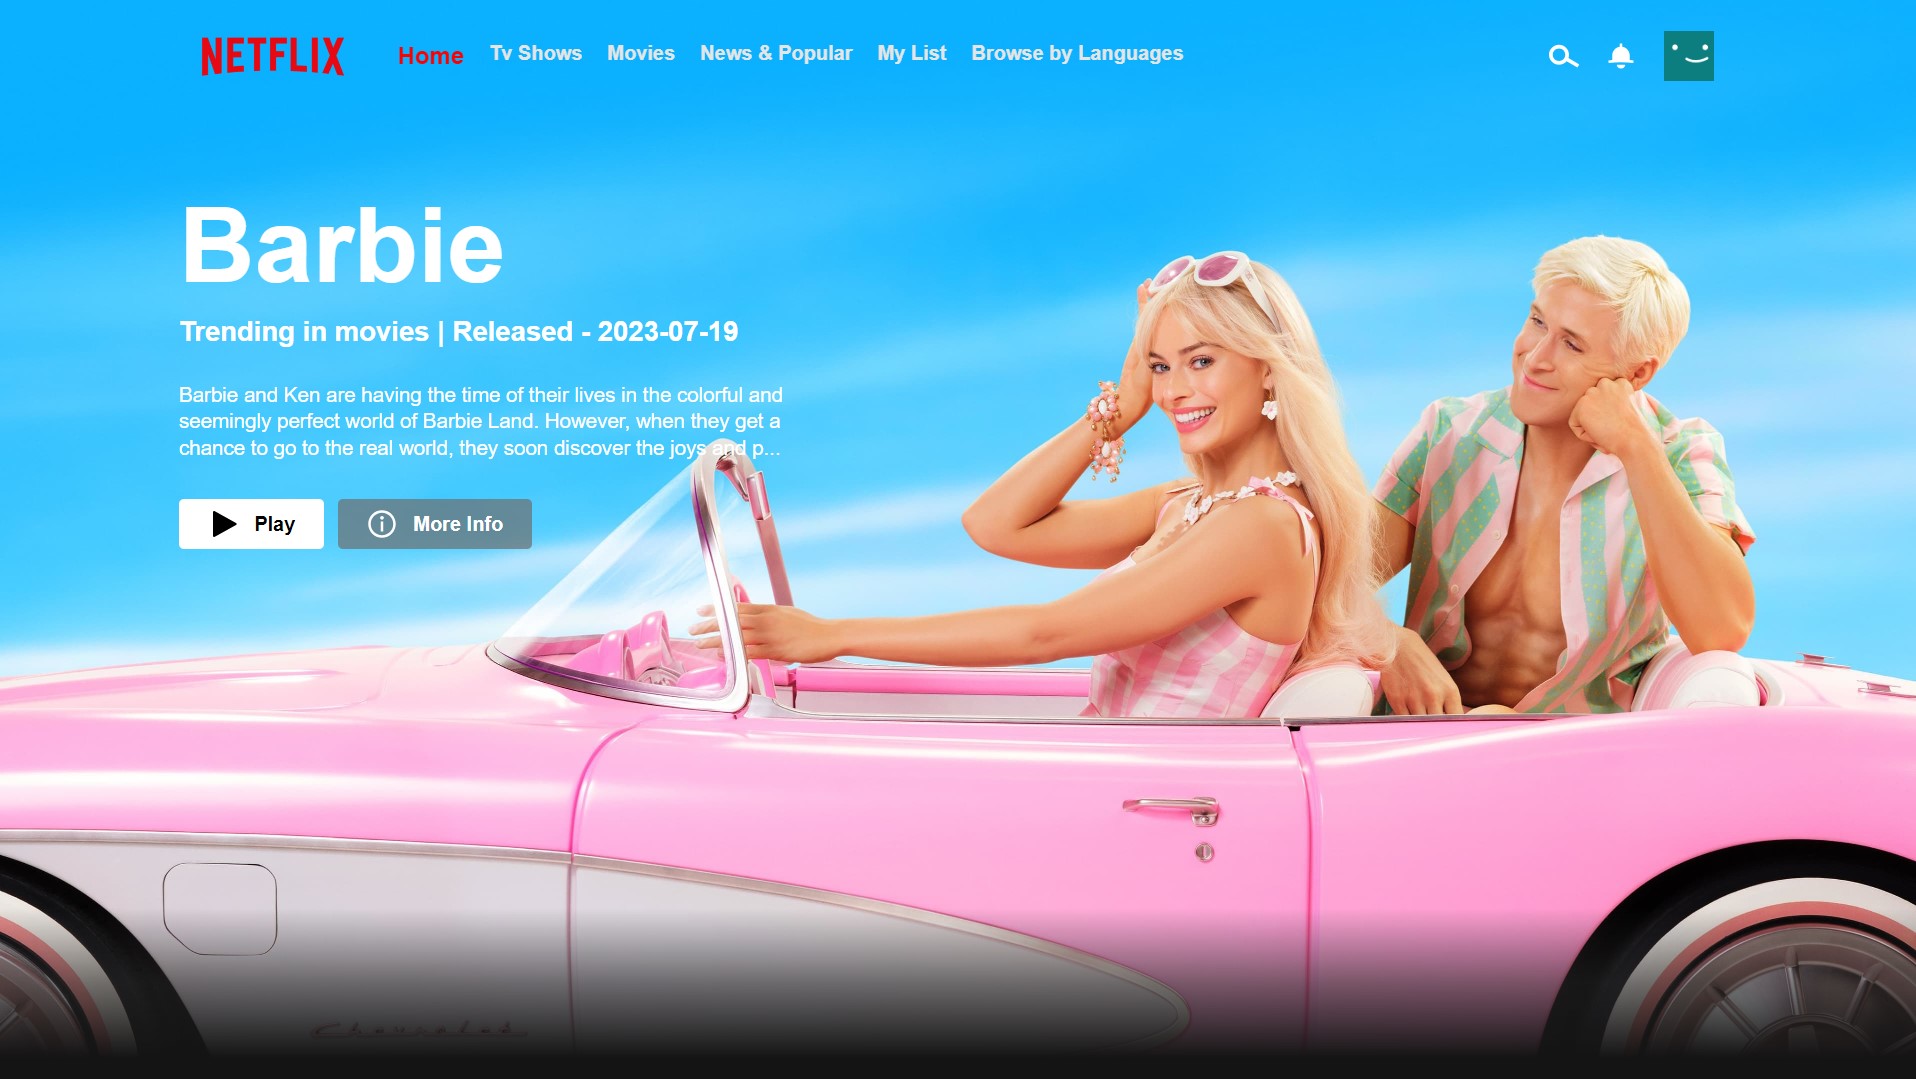 NETFLIX Home Tv Shows Movies News & Popular My List Browse by Languages
Barbie
Trending in movies | Released - 2023-07-19
Barbie and Ken are having the time of their lives in the colorful and
seemingly perfect world of Barbie Land. However, when they get a
chance to go to the real world, they soon discover the joys and p...
Play More Info
Chevrolet